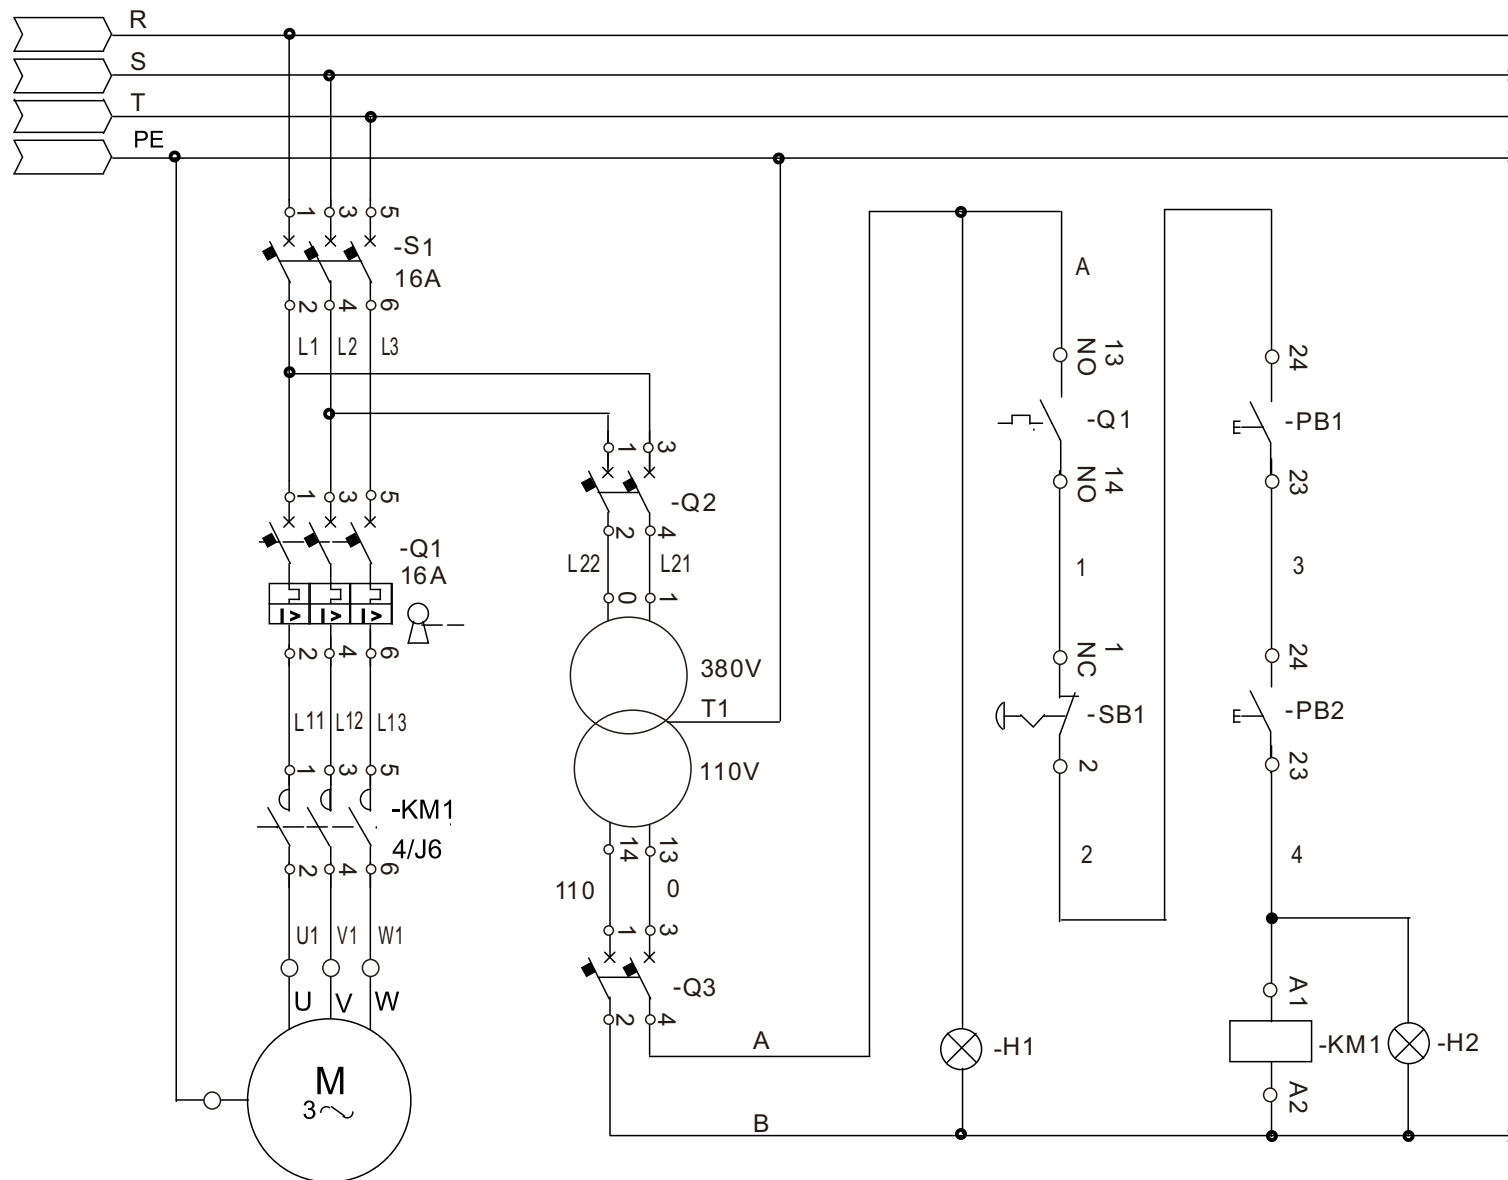 R
S
T
PE
1 3 5
-S1
16A
2 4 6
L1 L2 L3
1 3 5
-Q1
16A
I> I> I>
2 4 6
L11 L12 L13
1 3 5
-KM1
4/J6
2 4 6
U1 V1 W1
U V W
M
3~
1 3
-Q2
2 4
L22 L21
0 1
380V
T1
110V
14 13
110 0
1 3
-Q3
2 4
A
B
-H1
A
13
NO
-Q1
14
NO
1
1
NC
-SB1
2
2
24
-PB1
23
3
24
-PB2
23
4
A1
-KM1
A2
-H2